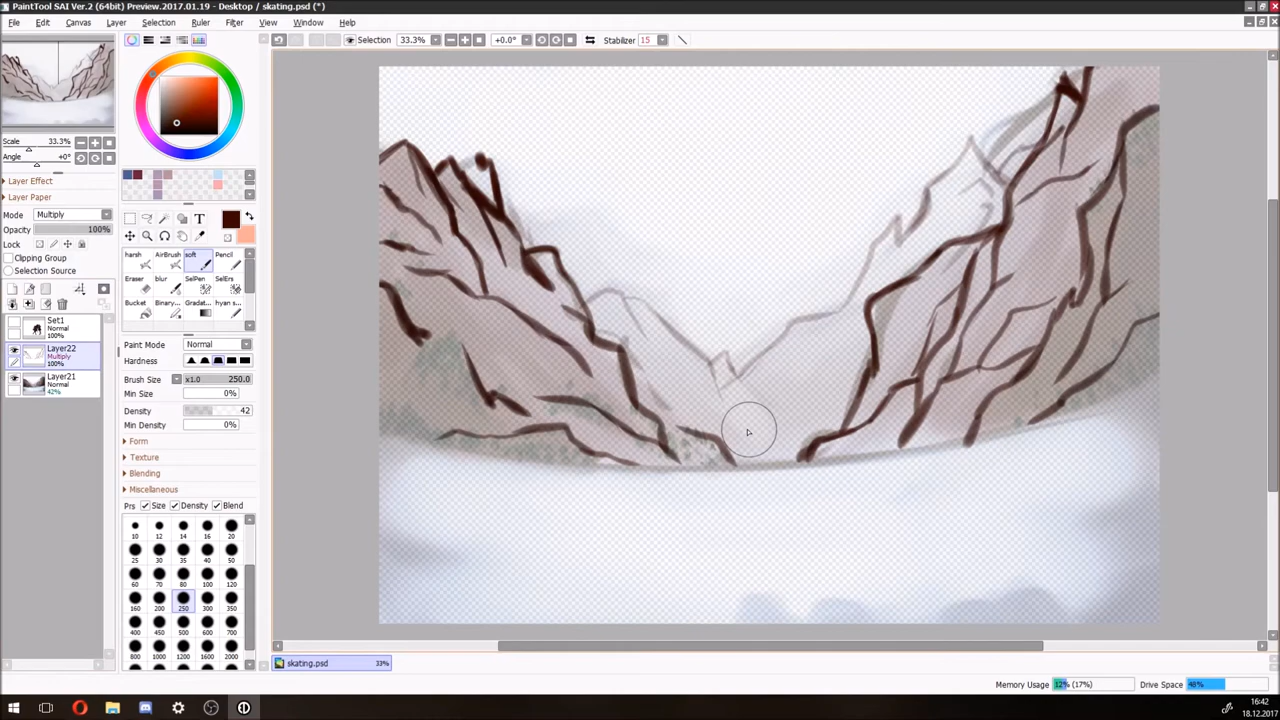 PaintTool SAI Ver.2 (64bit) Preview.2017.01.19 - Desktop / skating.psd (*)
File Edit Canvas Layer Selection Ruler Filter View Window Help
Selection 33.3% +0.0° Stabilizer 15
Scale 33.3%
Angle +0°
Layer Effect
Layer Paper
Mode Multiply
Opacity 100%
Lock
Clipping Group
Selection Source
Set1
Normal
100%
Layer22
Multiply
100%
Layer21
Normal
42%
T
harsh AirBrush soft Pencil
Eraser blur SelPen SelErs
Bucket Binary... Gradat... hyan s...
Paint Mode Normal
Hardness
Brush Size x1.0 250.0
Min Size 0%
Density 42
Min Density 0%
Form
Texture
Blending
Miscellaneous
Prs Size Density Blend
10 12 14 16 20
25 30 35 40 50
60 70 80 100 120
160 200 250 300 350
400 450 500 600 700
800 1000 1200 1600 2000
skating.psd 33%
Memory Usage 12% (17%) Drive Space 48%
16:42
18.12.2017